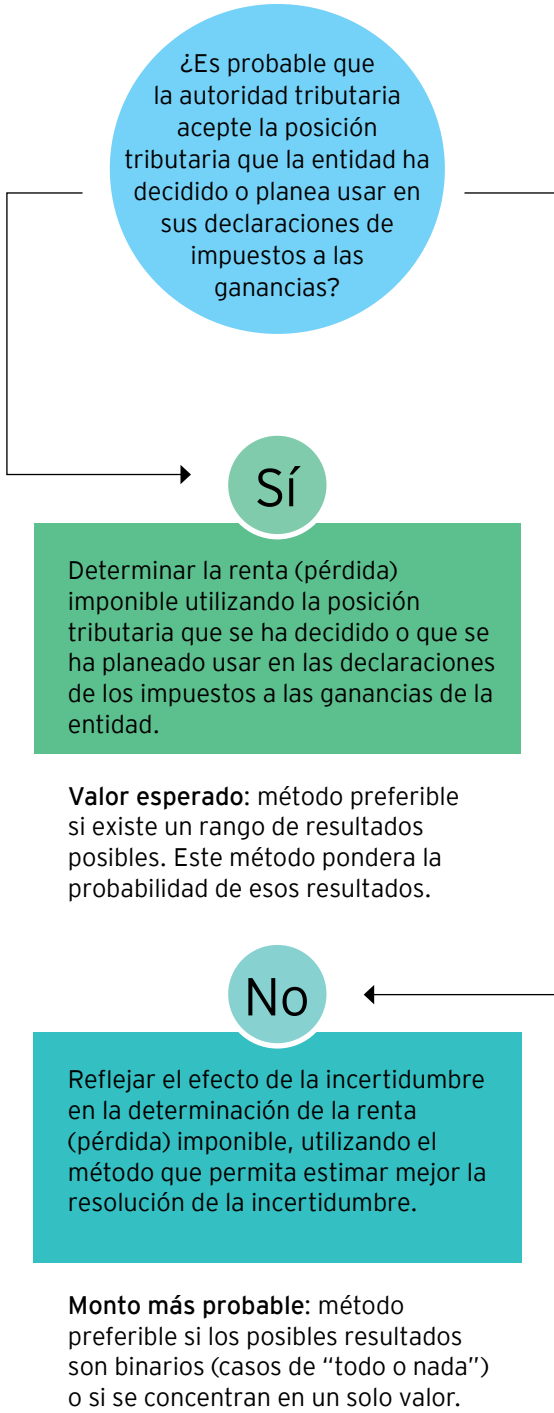 ¿Es probable que
la autoridad tributaria
acepte la posición
tributaria que la entidad ha
decidido o planea usar en
sus declaraciones de
impuestos a las
ganancias?
Sí
Determinar la renta (pérdida)
imponible utilizando la posición
tributaria que se ha decidido o que se
ha planeado usar en las declaraciones
de los impuestos a las ganancias de la
entidad.
Valor esperado: método preferible
si existe un rango de resultados
posibles. Este método pondera la
probabilidad de esos resultados.
No
Reflejar el efecto de la incertidumbre
en la determinación de la renta
(pérdida) imponible, utilizando el
método que permita estimar mejor la
resolución de la incertidumbre.
Monto más probable: método
preferible si los posibles resultados
son binarios (casos de “todo o nada”)
o si se concentran en un solo valor.